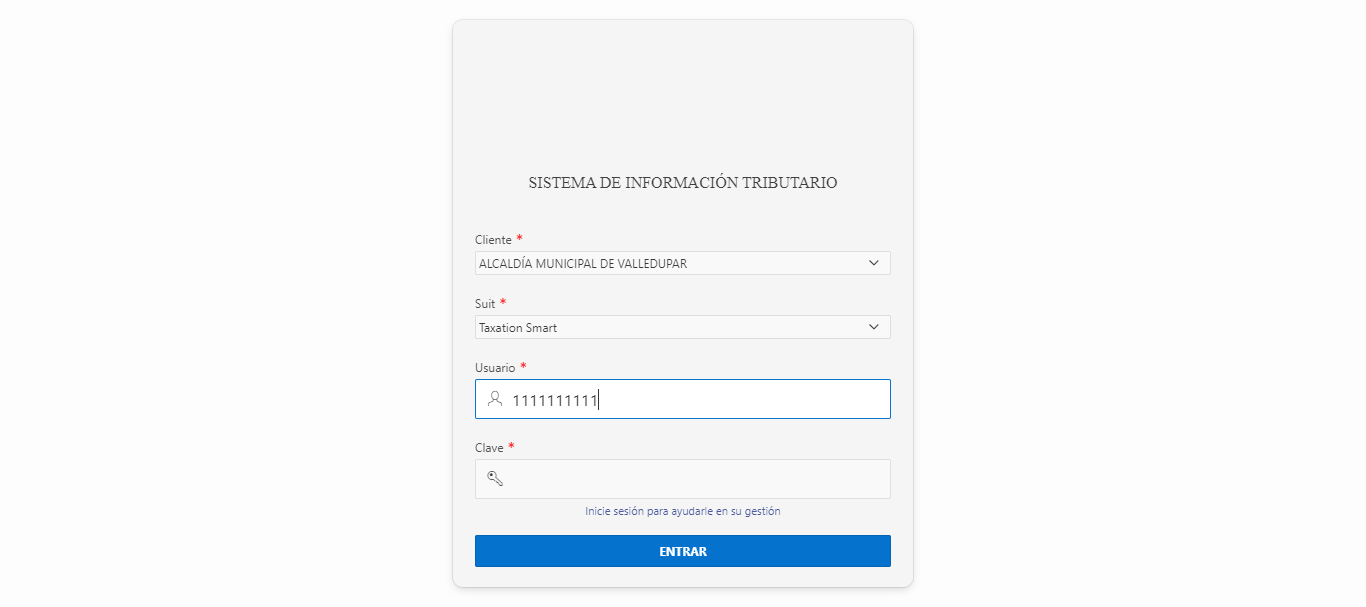 SISTEMA DE INFORMACIÓN TRIBUTARIO
Cliente *
ALCALDÍA MUNICIPAL DE VALLEDUPAR
Suit *
Taxation Smart
Usuario *
1111111111
Clave *
Inicie sesión para ayudarle en su gestión
ENTRAR